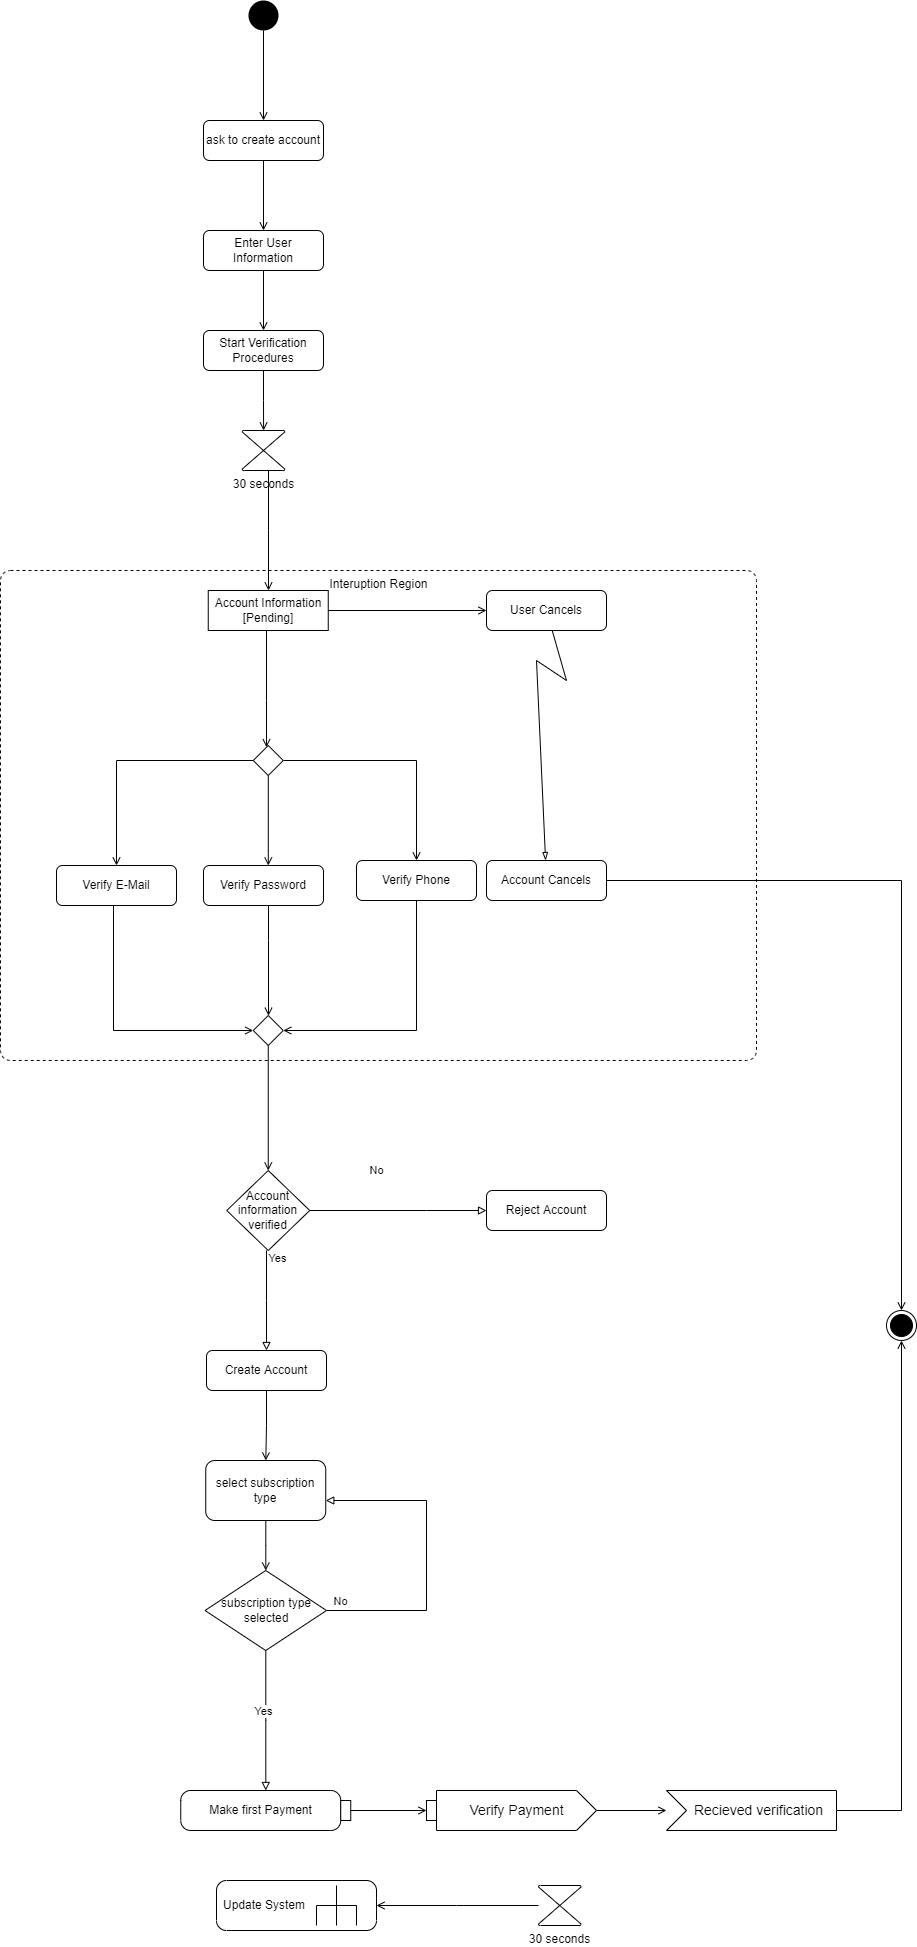 ask to create account
Enter User
Information
Start Verification
Procedures
30 seconds
Interuption Region
Account Information
[Pending]
User Cancels
Verify E-Mail
Verify Password
Verify Phone
Account Cancels
No
Account
information
verified
Reject Account
Yes
Create Account
select subscription
type
subscription type
selected
No
Yes
Make first Payment
Verify Payment
Recieved verification
Update System
30 seconds